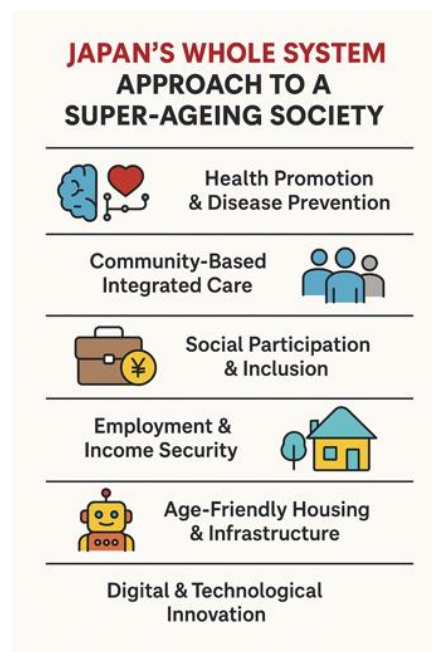 JAPAN'S WHOLE SYSTEM
APPROACH TO A
SUPER-AGEING SOCIETY
Health Promotion
& Disease Prevention
Community-Based
Integrated Care
¥
Social Participation
& Inclusion
Employment &
Income Security
Age-Friendly Housing
& Infrastructure
Digital & Technological
Innovation